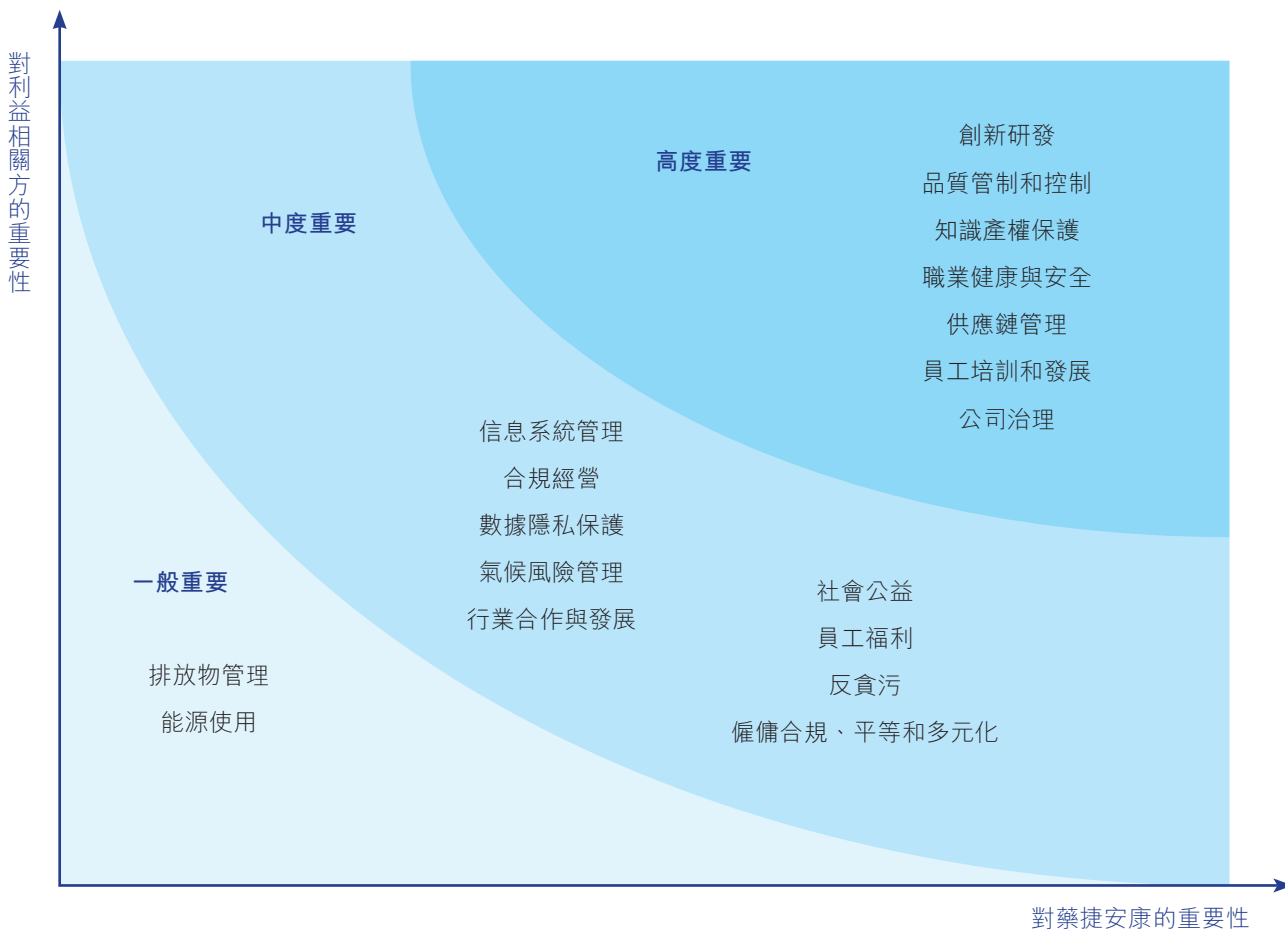 對利益相關方的重要性
高度重要
創新研發
品質管制和控制
知識產權保護
職業健康與安全
供應鏈管理
員工培訓和發展
公司治理
中度重要
信息系統管理
合規經營
數據隱私保護
氣候風險管理
行業合作與發展
社會公益
員工福利
反貪污
僱傭合規、平等和多元化
一般重要
排放物管理
能源使用
對藥捷安康的重要性